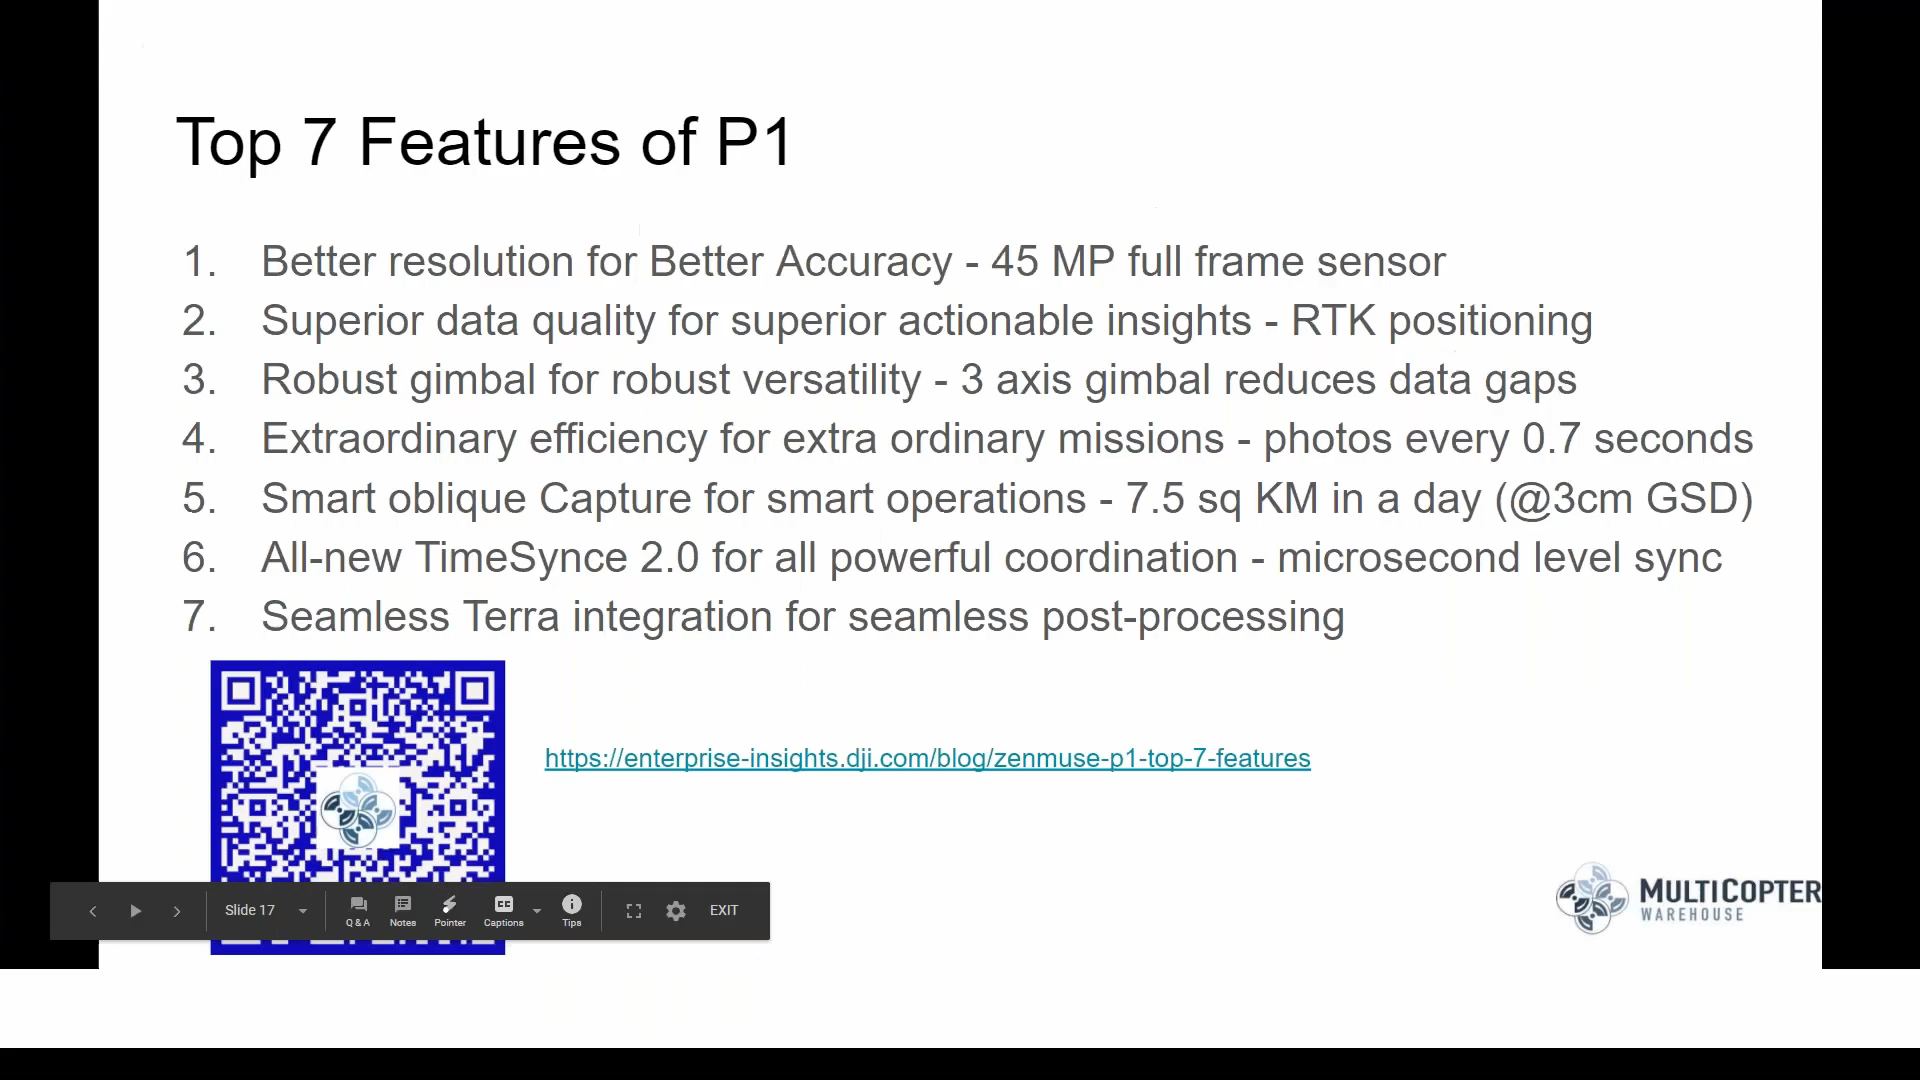 Top 7 Features of P1
1. Better resolution for Better Accuracy - 45 MP full frame sensor
2. Superior data quality for superior actionable insights - RTK positioning
3. Robust gimbal for robust versatility - 3 axis gimbal reduces data gaps
4. Extraordinary efficiency for extra ordinary missions - photos every 0.7 seconds
5. Smart oblique Capture for smart operations - 7.5 sq KM in a day (@3cm GSD)
6. All-new TimeSynce 2.0 for all powerful coordination - microsecond level sync
7. Seamless Terra integration for seamless post-processing
https://enterprise-insights.dji.com/blog/zenmuse-p1-top-7-features
MULTICOPTER
WAREHOUSE
Slide 17
Q & A
Notes
Pointer
CC
Captions
Tips
EXIT